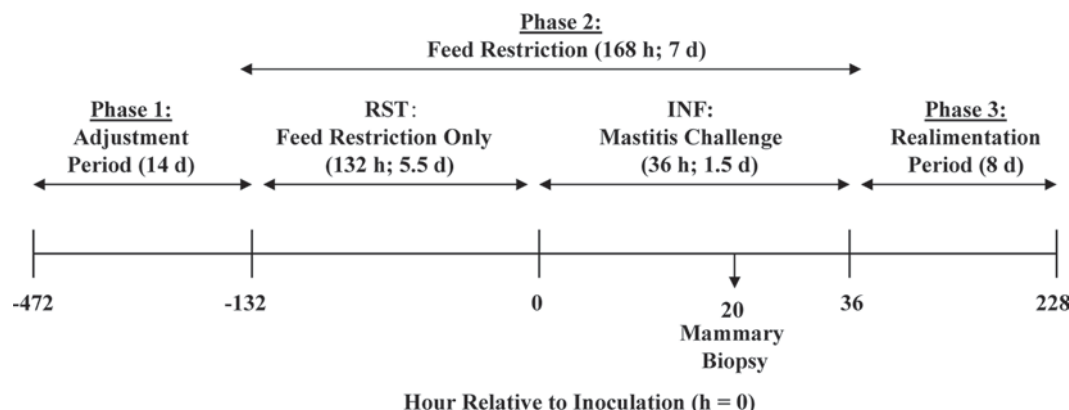 Phase 2:
Feed Restriction (168 h; 7 d)
Phase 1:
Adjustment
Period (14 d)
RST:
Feed Restriction Only
(132 h; 5.5 d)
INF:
Mastitis Challenge
(36 h; 1.5 d)
Phase 3:
Realimentation
Period (8 d)
-472
-132
0
20
36
228
Mammary
Biopsy
Hour Relative to Inoculation (h = 0)